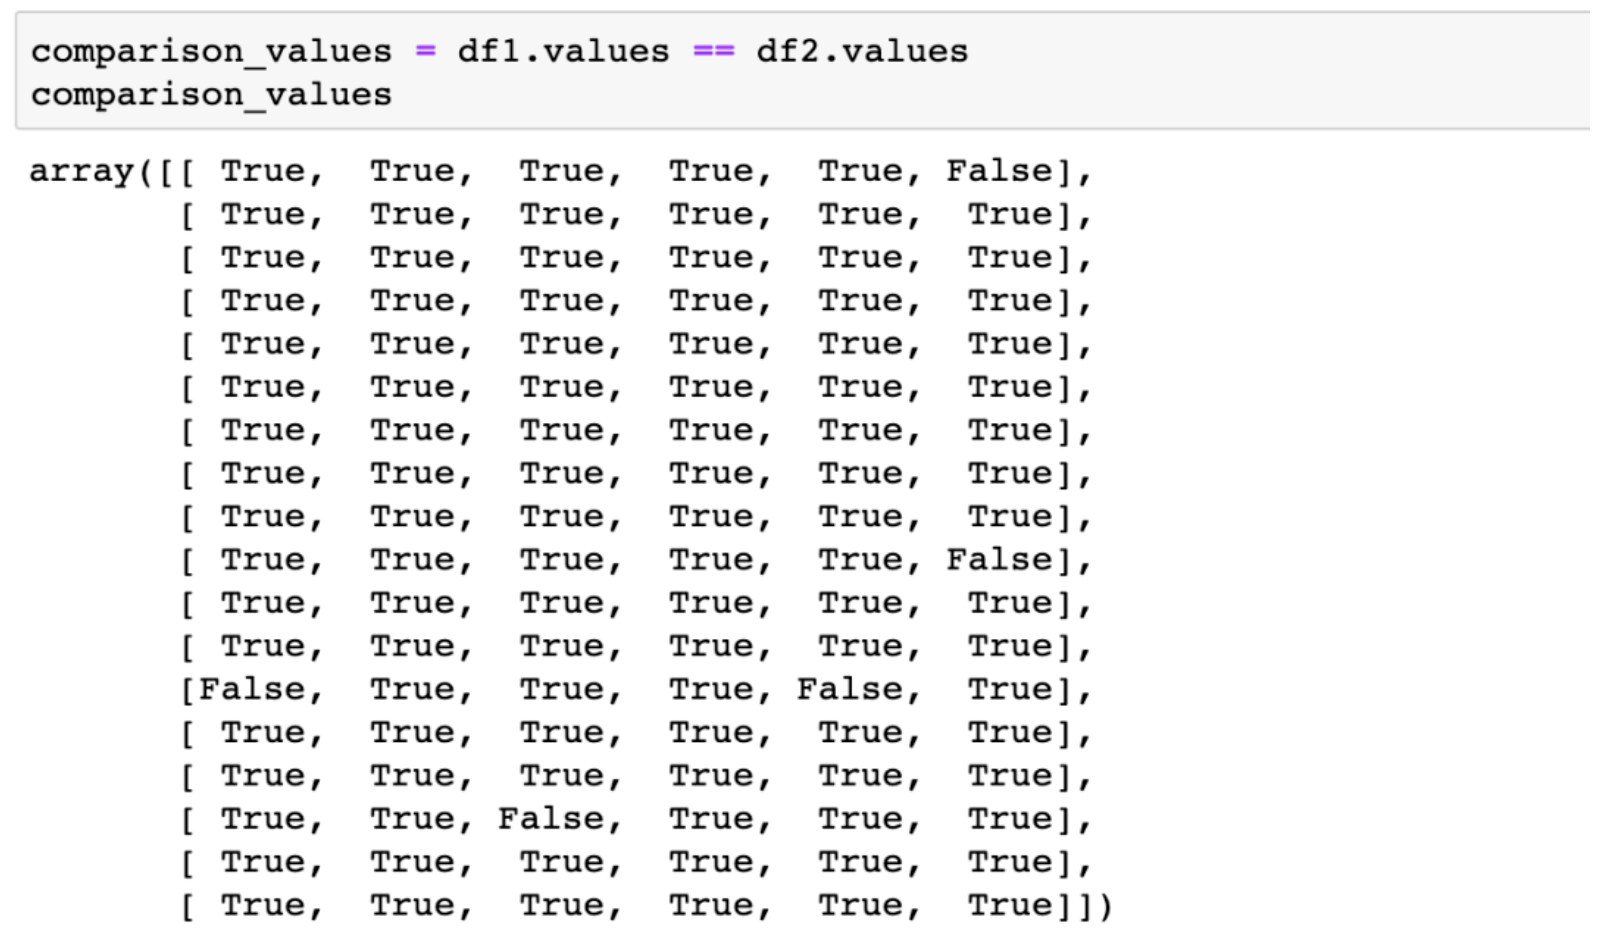 comparison_values = df1.values == df2.values
comparison_values
array([[ True,  True,  True,  True,  True, False],
       [ True,  True,  True,  True,  True,  True],
       [ True,  True,  True,  True,  True,  True],
       [ True,  True,  True,  True,  True,  True],
       [ True,  True,  True,  True,  True,  True],
       [ True,  True,  True,  True,  True,  True],
       [ True,  True,  True,  True,  True,  True],
       [ True,  True,  True,  True,  True,  True],
       [ True,  True,  True,  True,  True,  True],
       [ True,  True,  True,  True,  True, False],
       [ True,  True,  True,  True,  True,  True],
       [ True,  True,  True,  True,  True,  True],
       [False,  True,  True,  True, False,  True],
       [ True,  True,  True,  True,  True,  True],
       [ True,  True,  True,  True,  True,  True],
       [ True,  True, False,  True,  True,  True],
       [ True,  True,  True,  True,  True,  True],
       [ True,  True,  True,  True,  True,  True]])